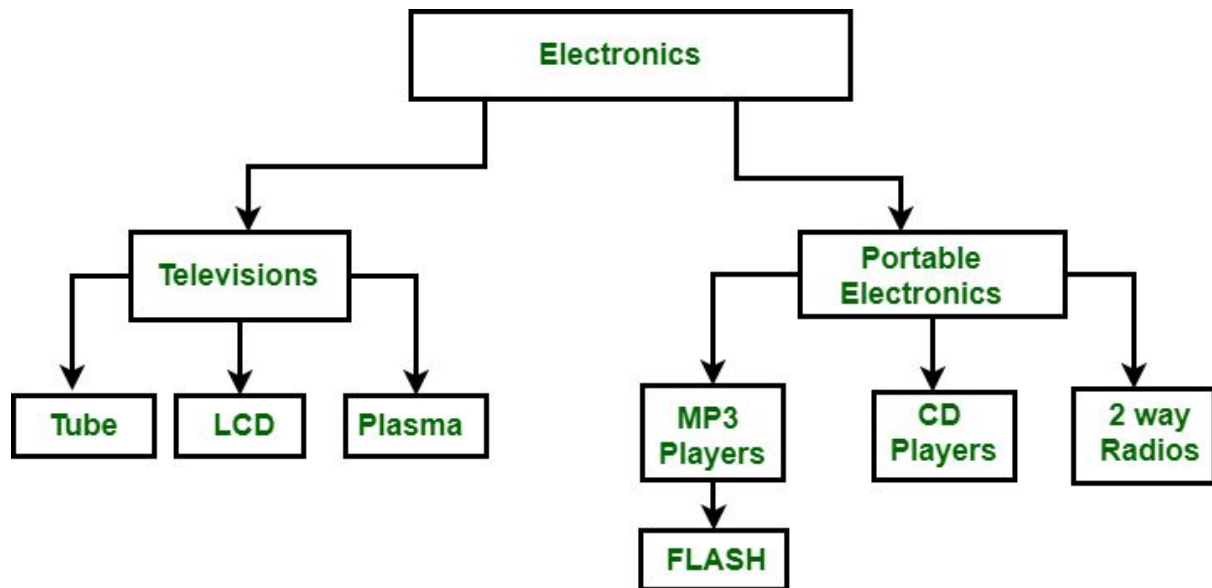 Electronics
Televisions
Portable
Electronics
Tube
LCD
Plasma
MP3
Players
CD
Players
2 way
Radios
FLASH